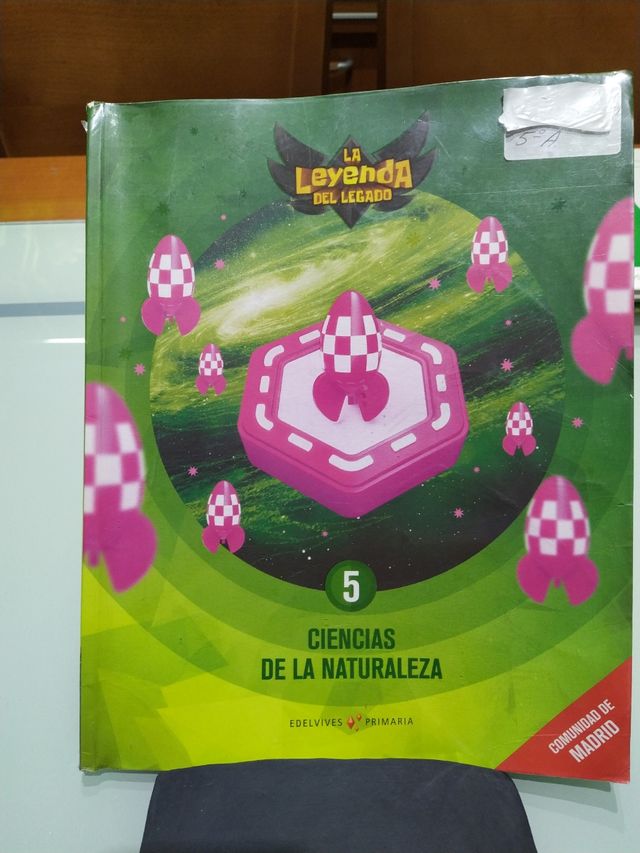 5º A
LA
LEYENDA
DEL LEGADO
5
CIENCIAS
DE LA NATURALEZA
EDELVIVES PRIMARIA
COMUNIDAD DE
MADRID